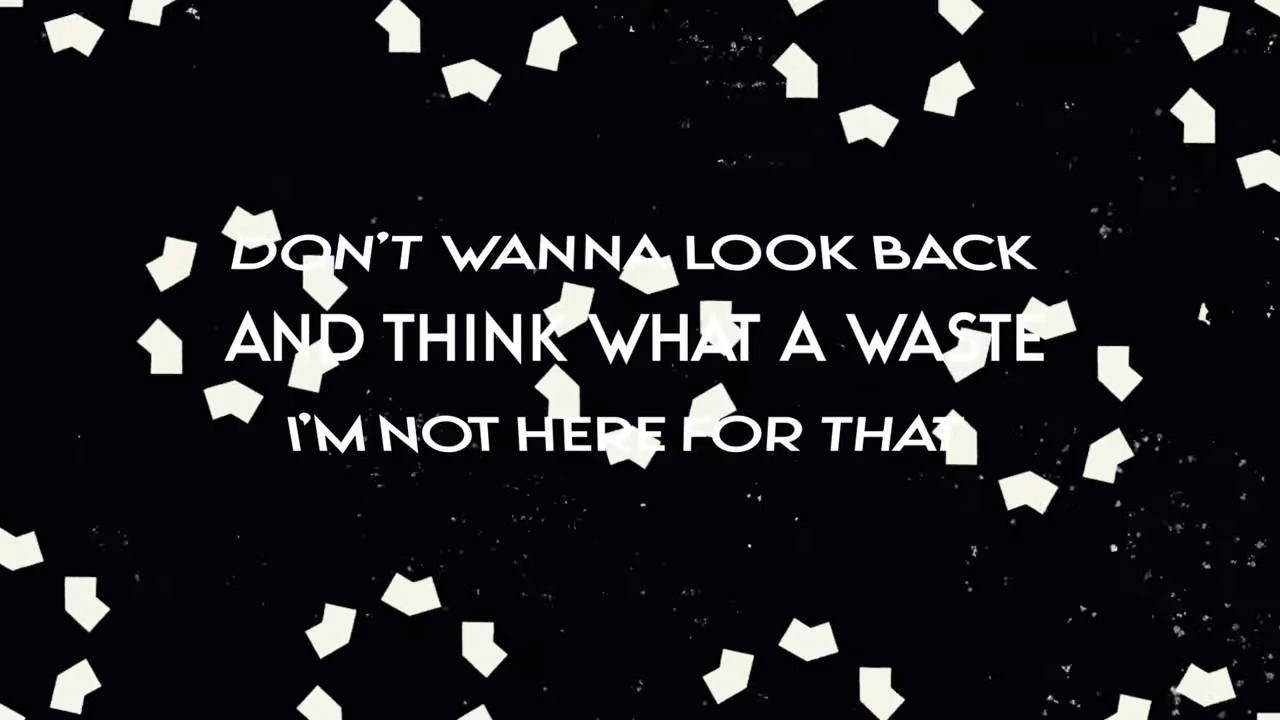 DON'T WANNA LOOK BACK
AND THINK WHAT A WASTE
I'M NOT HERE FOR THAT